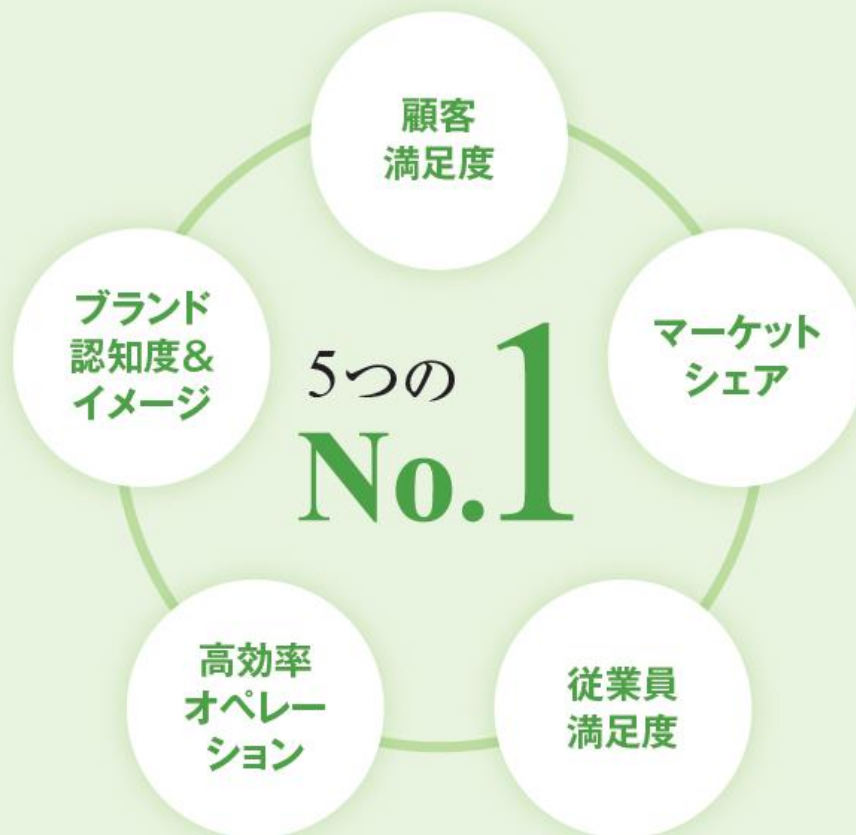 顧客
満足度
マーケット
シェア
従業員
満足度
高効率
オペレー
ション
ブランド
認知度&
イメージ
5つの
No.1